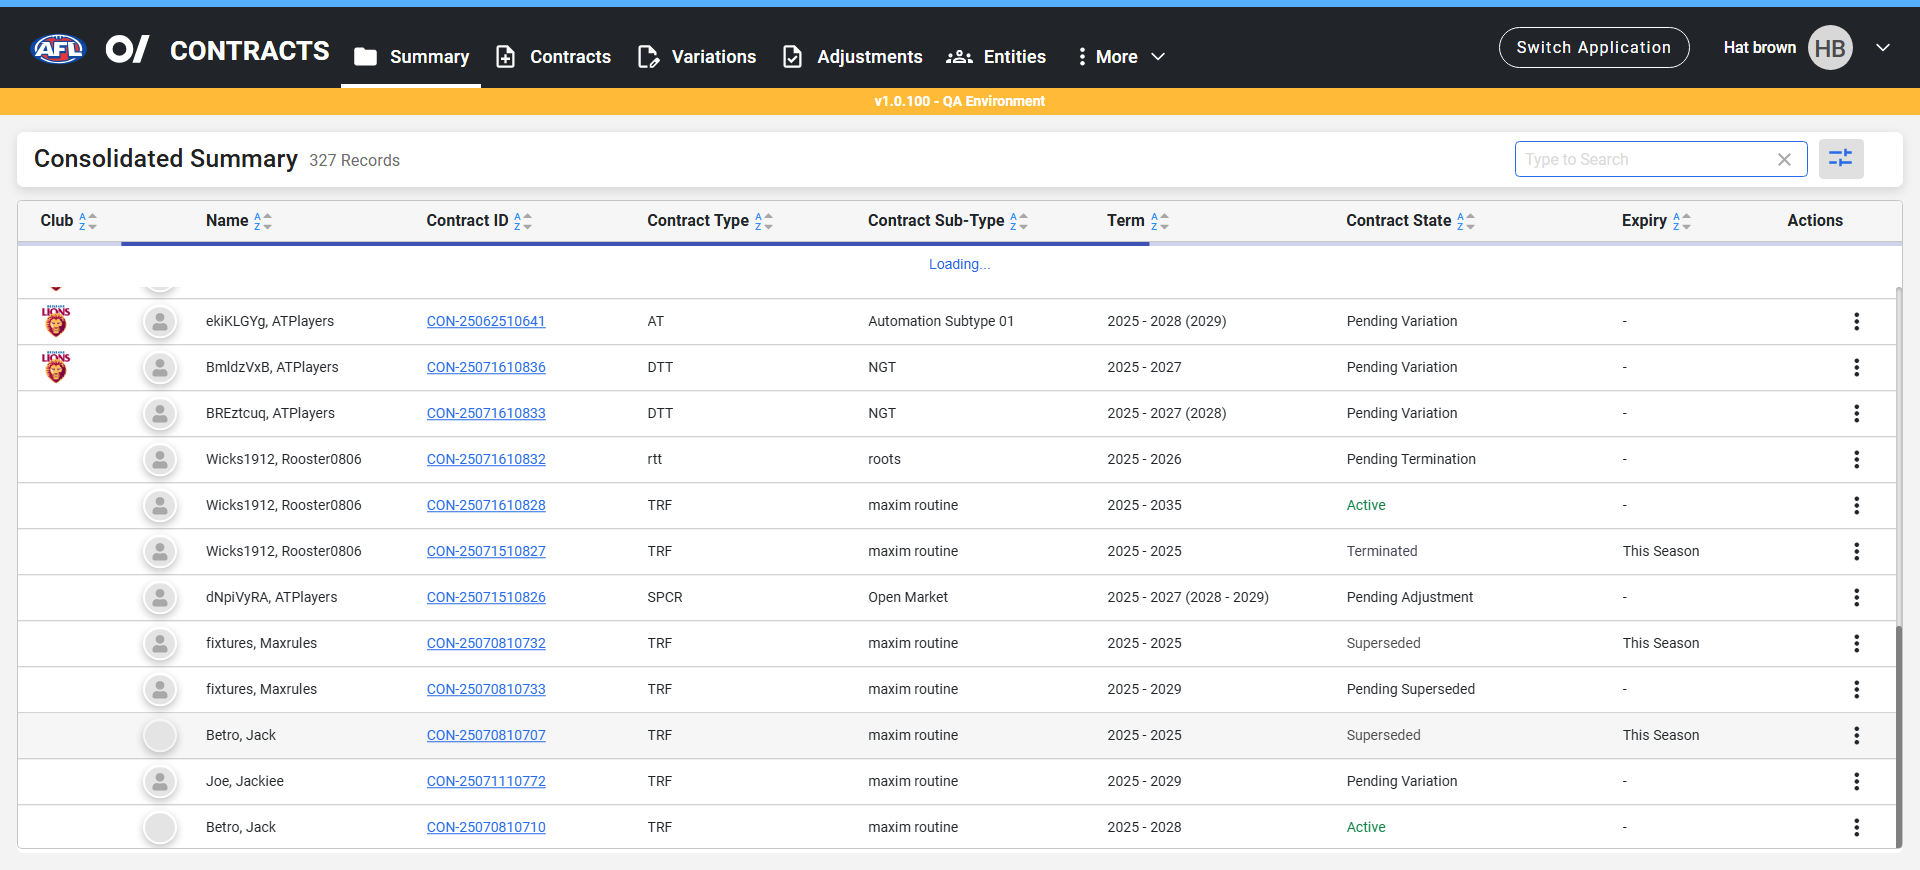 AFL CONTRACTS Summary Contracts Variations Adjustments Entities More Switch Application Hat brown HB
v1.0.100 - QA Environment
Consolidated Summary 327 Records Type to Search
Club Name Contract ID Contract Type Contract Sub-Type Term Contract State Expiry Actions
Loading...
LIONS ekiKLGYg, ATPlayers CON-25062510641 AT Automation Subtype 01 2025 - 2028 (2029) Pending Variation -
LIONS BmldzVxB, ATPlayers CON-25071610836 DTT NGT 2025 - 2027 Pending Variation -
BREztcuq, ATPlayers CON-25071610833 DTT NGT 2025 - 2027 (2028) Pending Variation -
Wicks1912, Rooster0806 CON-25071610832 rtt roots 2025 - 2026 Pending Termination -
Wicks1912, Rooster0806 CON-25071610828 TRF maxim routine 2025 - 2035 Active -
Wicks1912, Rooster0806 CON-25071510827 TRF maxim routine 2025 - 2025 Terminated This Season
dNpiVyRA, ATPlayers CON-25071510826 SPCR Open Market 2025 - 2027 (2028 - 2029) Pending Adjustment -
fixtures, Maxrules CON-25070810732 TRF maxim routine 2025 - 2025 Superseded This Season
fixtures, Maxrules CON-25070810733 TRF maxim routine 2025 - 2029 Pending Superseded -
Betro, Jack CON-25070810707 TRF maxim routine 2025 - 2025 Superseded This Season
Joe, Jackiee CON-25071110772 TRF maxim routine 2025 - 2029 Pending Variation -
Betro, Jack CON-25070810710 TRF maxim routine 2025 - 2028 Active -